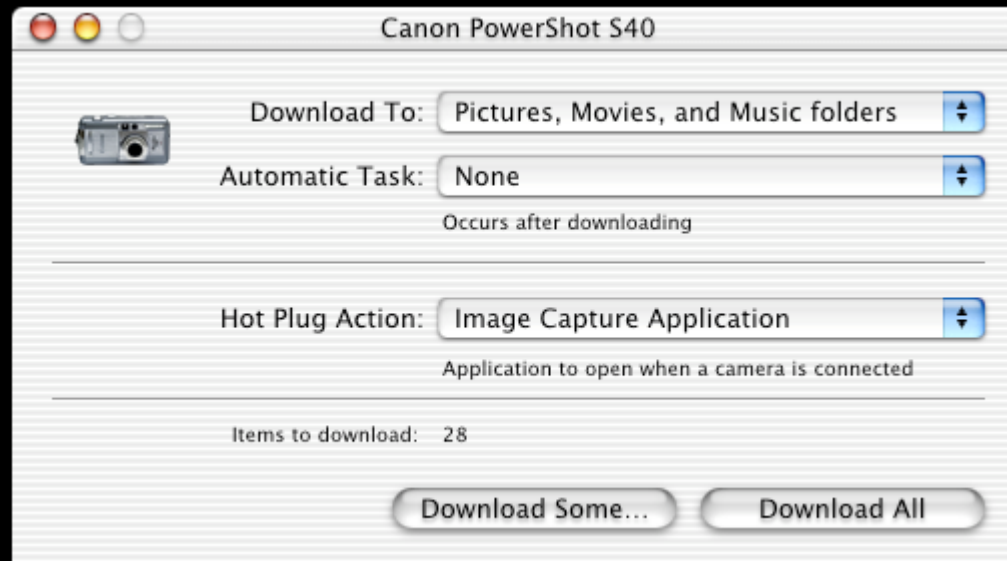 Canon PowerShot S40
Download To: Pictures, Movies, and Music folders
Automatic Task: None
Occurs after downloading
Hot Plug Action: Image Capture Application
Application to open when a camera is connected
Items to download: 28
Download Some... Download All